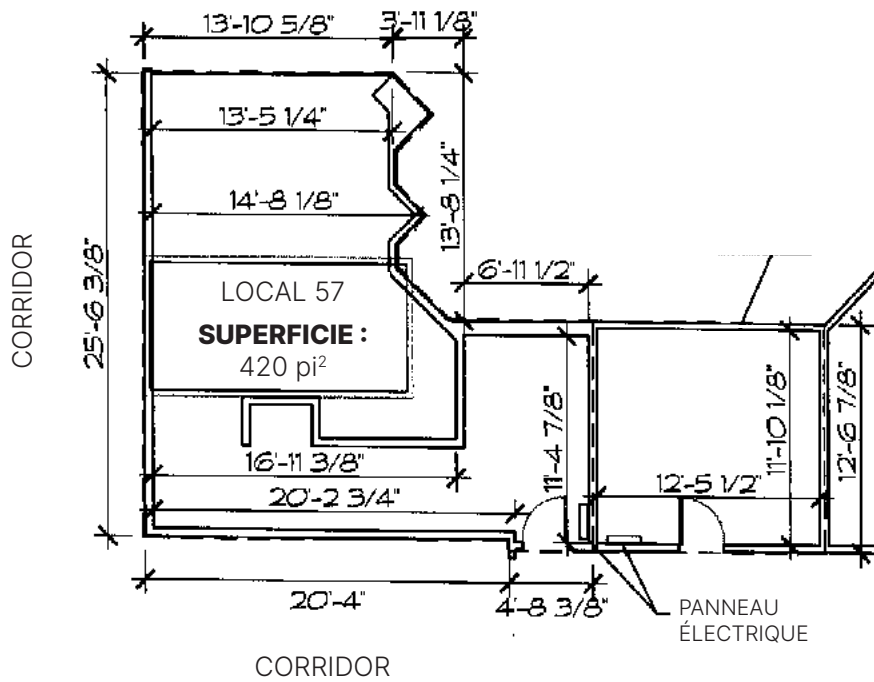 13'-10 5/8"
3'-11 1/8"
13'-5 1/4"
14'-8 1/8"
13'-8 1/4"
CORRIDOR
25'-6 3/8"
6'-11 1/2"
LOCAL 57
SUPERFICIE :
420 pi²
11'-4 7/8"
11'-10 1/8"
12'-6 7/8"
16'-11 3/8"
12'-5 1/2"
20'-2 3/4"
20'-4"
4'-8 3/8"
PANNEAU
ÉLECTRIQUE
CORRIDOR